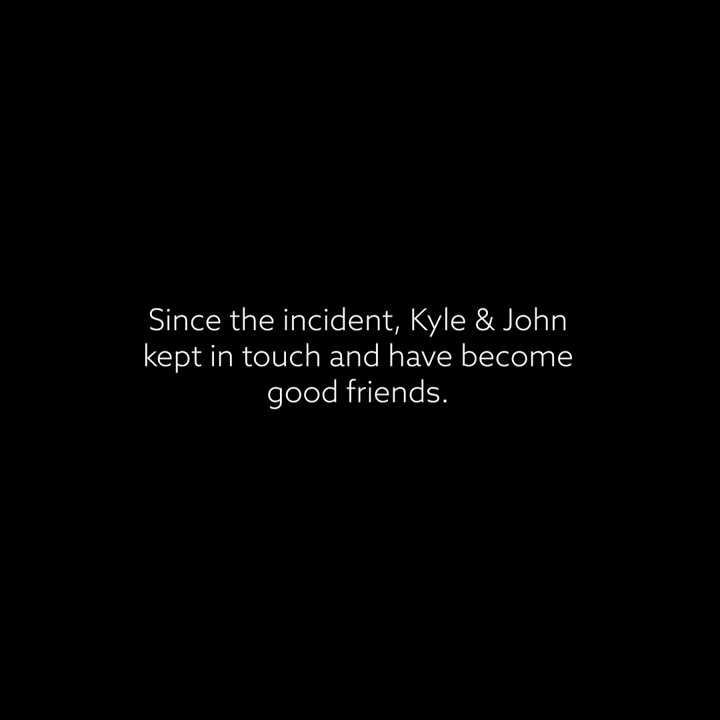 Since the incident, Kyle & John
kept in touch and have become
good friends.